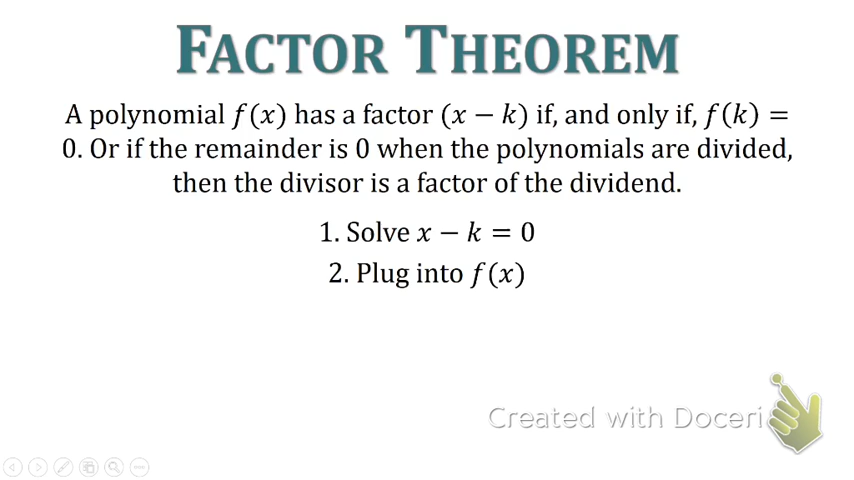 FACTOR THEOREM
A polynomial f(x) has a factor (x − k) if, and only if, f(k) =
0. Or if the remainder is 0 when the polynomials are divided,
then the divisor is a factor of the dividend.
1. Solve x − k = 0
2. Plug into f(x)
Created with Doceri